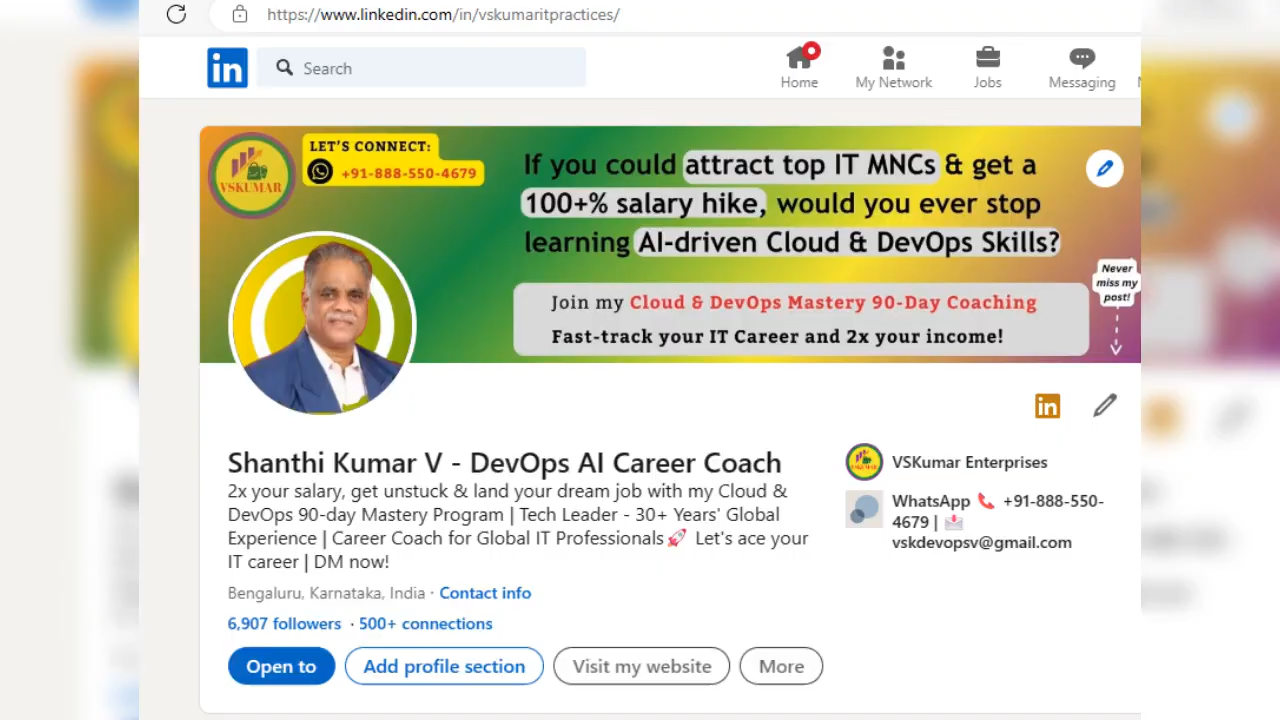 https://www.linkedin.com/in/vskumaritpractices/
in
Search
Home
My Network
Jobs
Messaging
VSKUMAR
LET'S CONNECT:
+91-888-550-4679
If you could attract top IT MNCs & get a
100+% salary hike, would you ever stop
learning AI-driven Cloud & DevOps Skills?
Join my Cloud & DevOps Mastery 90-Day Coaching
Fast-track your IT Career and 2x your income!
Never
miss my
post!
in
Shanthi Kumar V - DevOps AI Career Coach
2x your salary, get unstuck & land your dream job with my Cloud &
DevOps 90-day Mastery Program | Tech Leader - 30+ Years' Global
Experience | Career Coach for Global IT Professionals🚀 Let's ace your
IT career | DM now!
Bengaluru, Karnataka, India · Contact info
6,907 followers · 500+ connections
Open to
Add profile section
Visit my website
More
VSKumar Enterprises
WhatsApp 📞 +91-888-550-
4679 | 📩
vskdevopsv@gmail.com